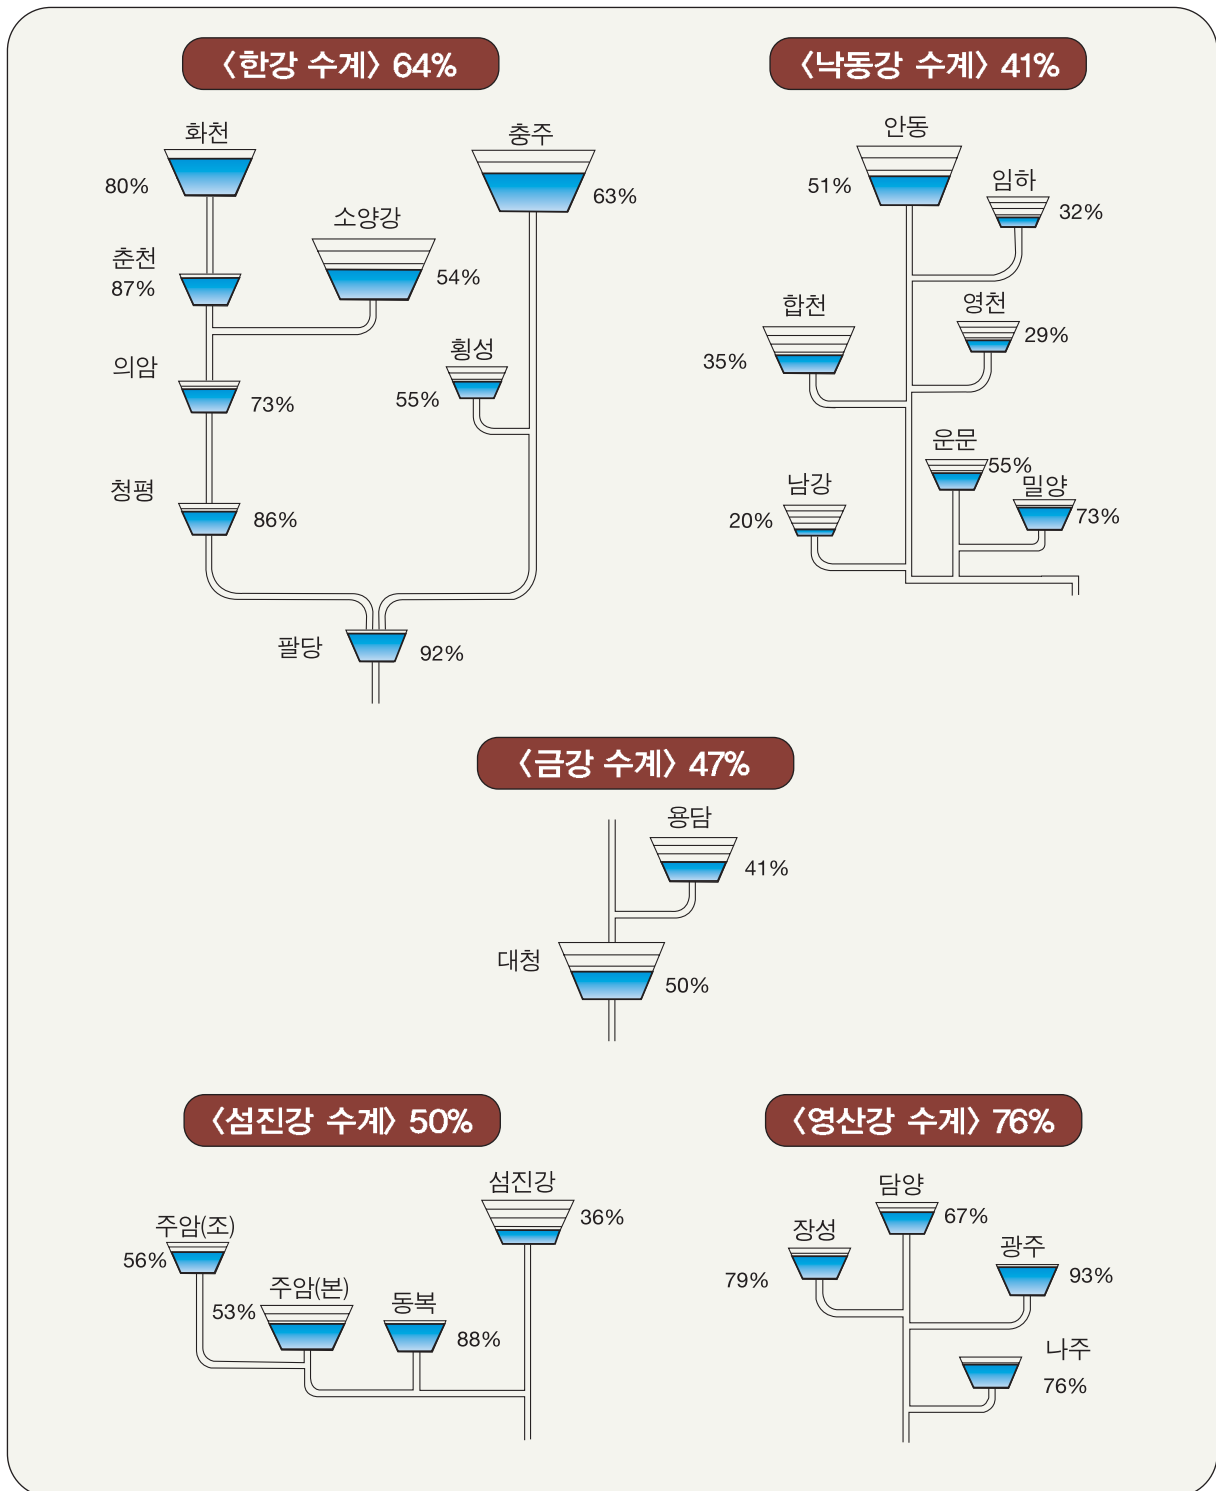 〈한강 수계〉 64%
화천
80%
충주
63%
소양강
54%
춘천
87%
횡성
55%
의암
73%
청평
86%
팔당
92%
〈낙동강 수계〉 41%
안동
51%
임하
32%
합천
35%
영천
29%
운문
55%
밀양
73%
남강
20%
〈금강 수계〉 47%
용담
41%
대청
50%
〈섬진강 수계〉 50%
섬진강
36%
주암(조)
56%
주암(본)
53%
동복
88%
〈영산강 수계〉 76%
담양
67%
장성
79%
광주
93%
나주
76%